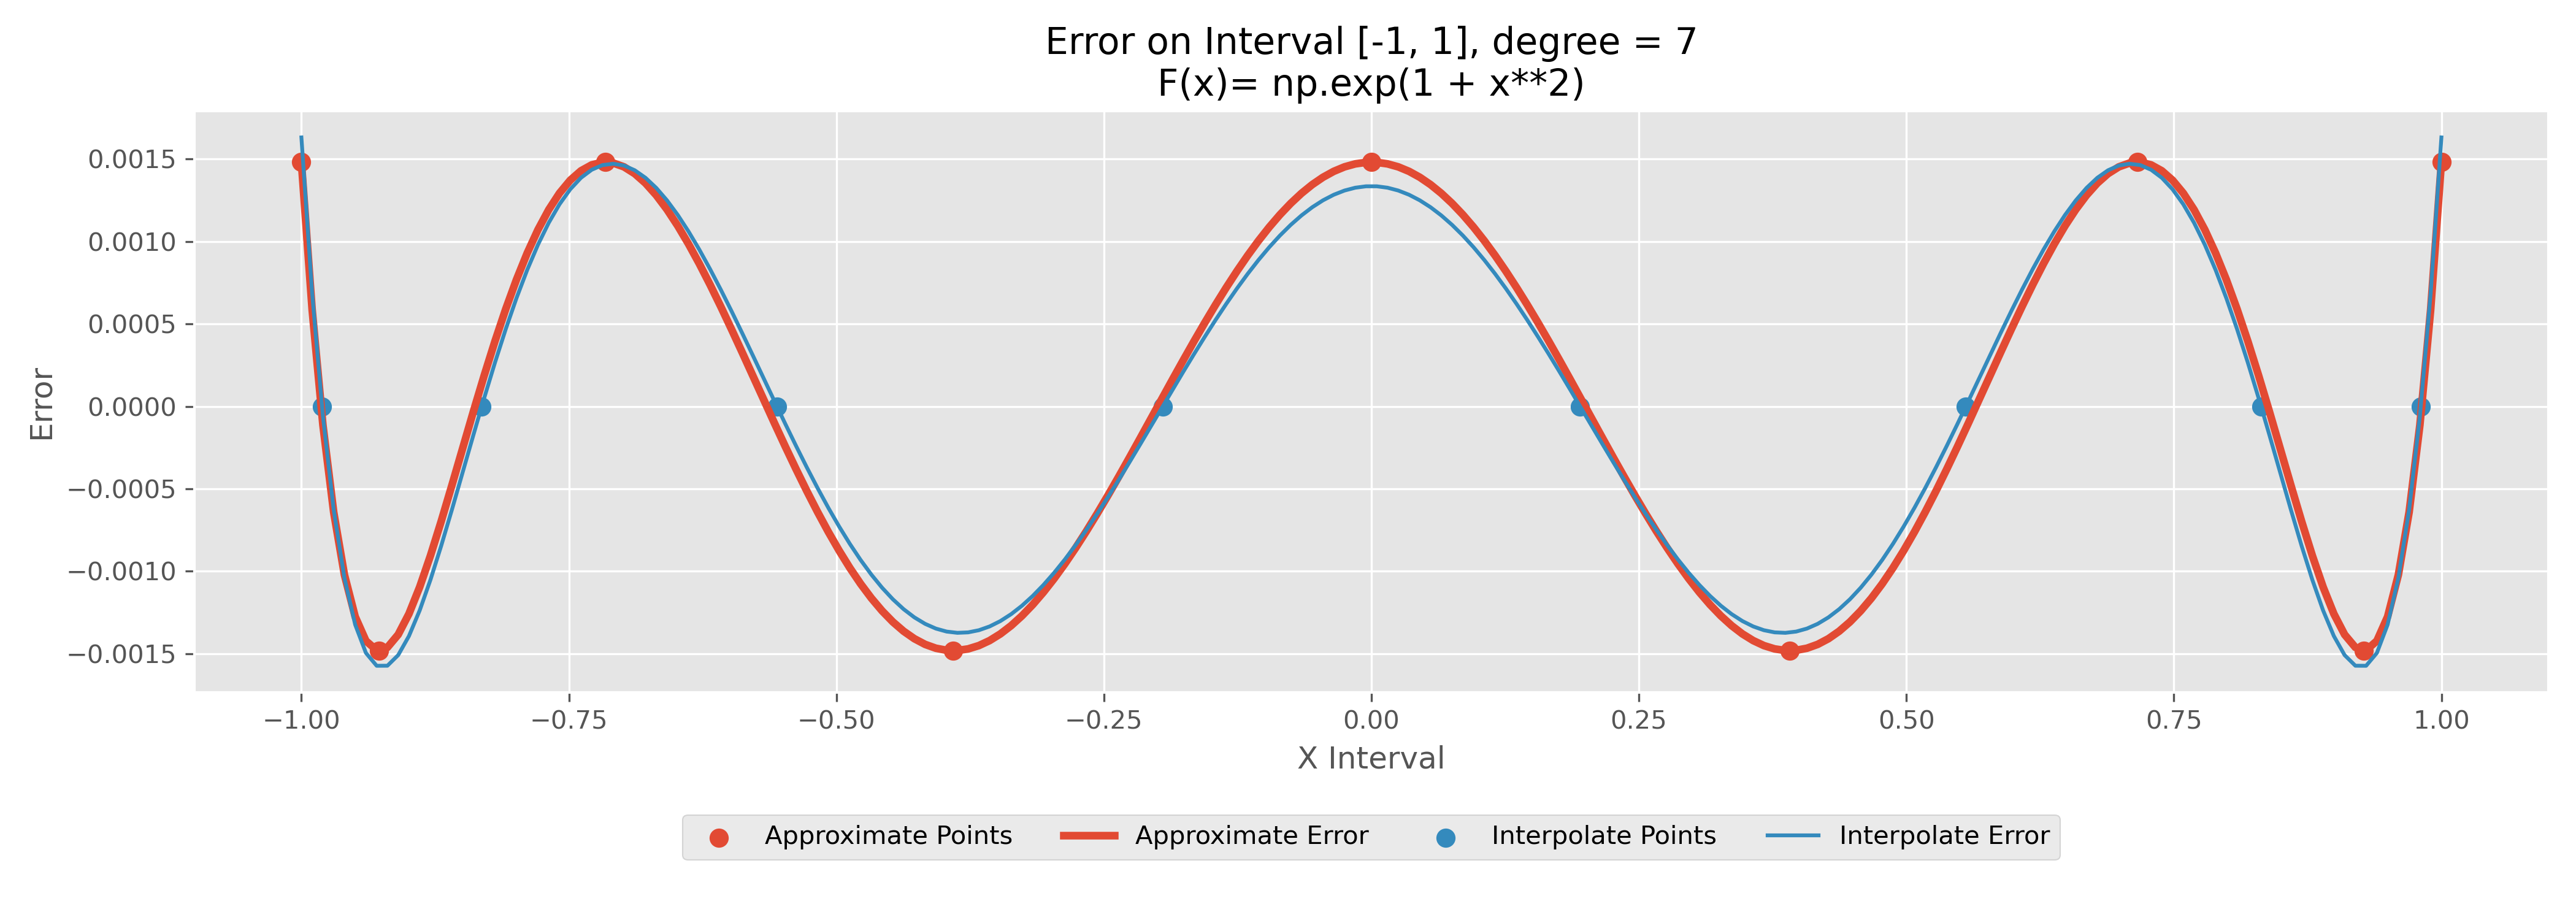 Error on Interval [-1, 1], degree = 7
F(x)= np.exp(1 + x**2)
Error
0.0015
0.0010
0.0005
0.0000
−0.0005
−0.0010
−0.0015
−1.00 −0.75 −0.50 −0.25 0.00 0.25 0.50 0.75 1.00
X Interval
Approximate Points Approximate Error Interpolate Points Interpolate Error